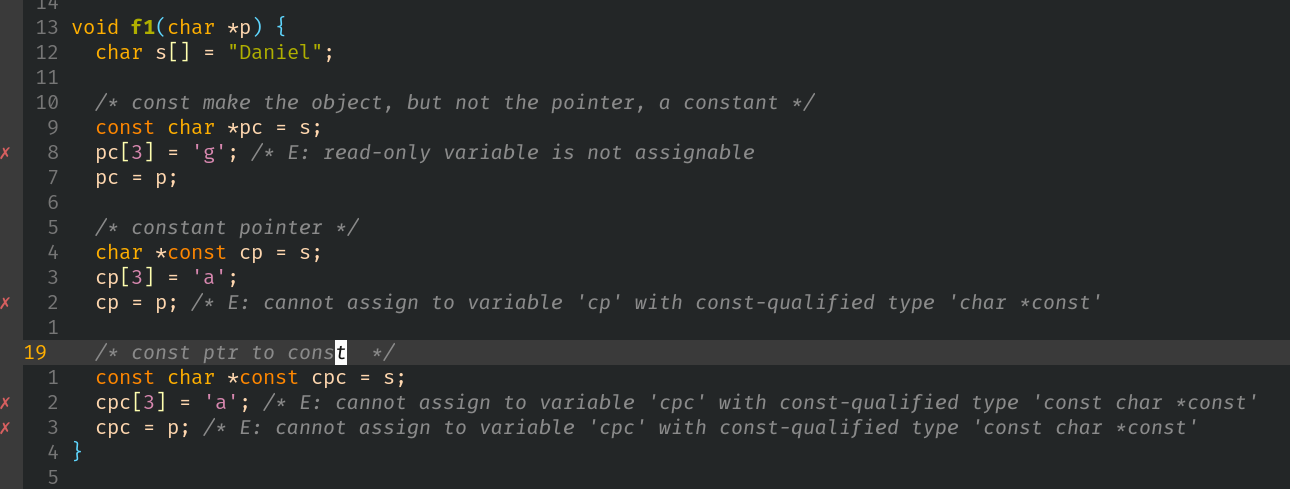 14
13 void f1(char *p) {
12   char s[] = "Daniel";
11
10   /* const make the object, but not the pointer, a constant */
9   const char *pc = s;
✗ 8   pc[3] = 'g'; /* E: read-only variable is not assignable
7   pc = p;
6
5   /* constant pointer */
4   char *const cp = s;
3   cp[3] = 'a';
✗ 2   cp = p; /* E: cannot assign to variable 'cp' with const-qualified type 'char *const'
1
19   /* const ptr to const  */
1   const char *const cpc = s;
✗ 2   cpc[3] = 'a'; /* E: cannot assign to variable 'cpc' with const-qualified type 'const char *const'
✗ 3   cpc = p; /* E: cannot assign to variable 'cpc' with const-qualified type 'const char *const'
4 }
5